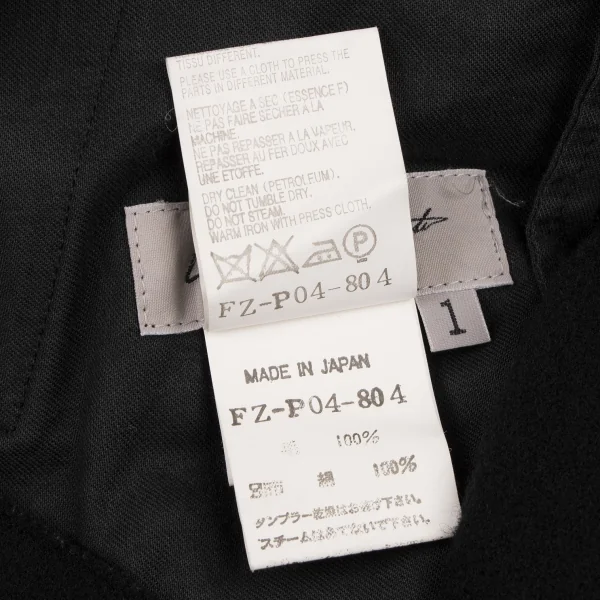 TISSU DIFFERENT.
PLEASE USE A CLOTH TO PRESS THE
PARTS IN DIFFERENT MATERIAL.
NETTOYAGE A SEC (ESSENCE.F)
NE PAS FAIRE SÉCHER À LA
MACHINE.
NE PAS REPASSER A LA VAPEUR.
REPASSER AU FER DOUX AVEC
UNE ETOFFE.
DRY CLEAN (PETROLEUM).
DO NOT TUMBLE DRY.
DO NOT STEAM.
WARM IRON WITH PRESS CLOTH.
P
FZ-P04-804
1
MADE IN JAPAN
FZ-P04-804
100%
別布 綿 100%
タンブラー乾燥はお避け下さい。
スチームはあてないで下さい。